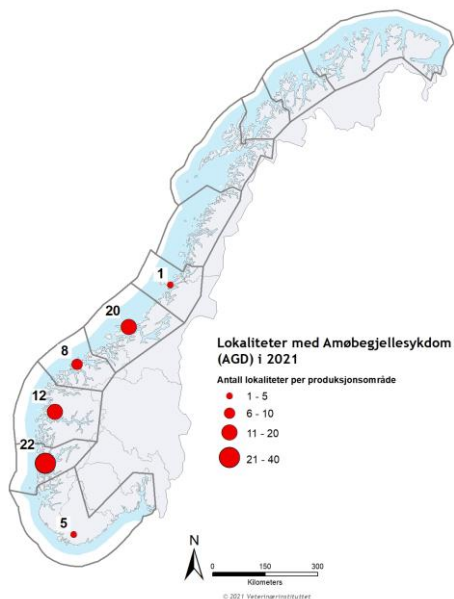 1
20
8
12
22
5
Lokaliteter med Amøbegjellesykdom
(AGD) i 2021
Antall lokaliteter per produksjonsområde
1 - 5
6 - 10
11 - 20
21 - 40
N
0 150 300
Kilometers
© 2021 Veterinærinstituttet